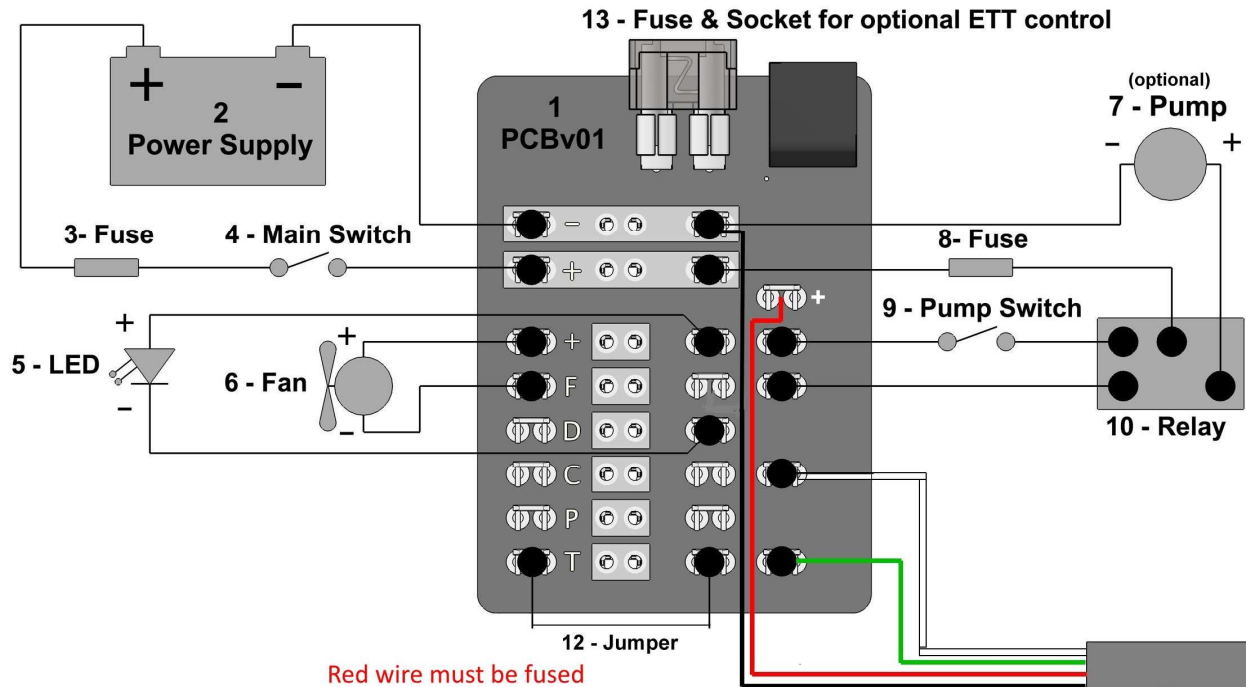 13 - Fuse & Socket for optional ETT control
+
−
2
Power Supply
1
PCBv01
(optional)
7 - Pump
−
+
3- Fuse
4 - Main Switch
−
8- Fuse
+
+
9 - Pump Switch
+
+
+
5 - LED
6 - Fan
F
−
−
D
10 - Relay
C
P
T
12 - Jumper
Red wire must be fused